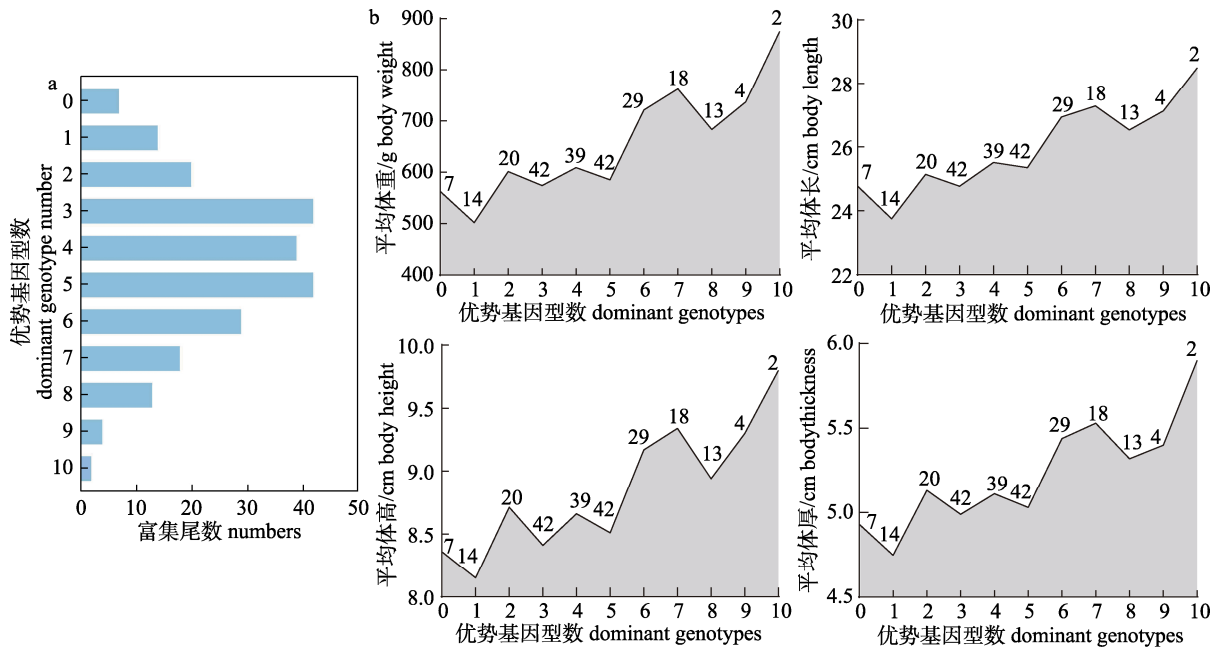 a
0
1
2
3
4
5
6
7
8
9
10
优势基因型数
dominant genotype number
0 10 20 30 40 50
富集尾数 numbers
b
900
800
700
600
500
400
平均体重/g body weight
7 14 20 42 39 42 29 18 13 4 2
0 1 2 3 4 5 6 7 8 9 10
优势基因型数 dominant genotypes
30
28
26
24
22
平均体长/cm body length
7 14 20 42 39 42 29 18 13 4 2
0 1 2 3 4 5 6 7 8 9 10
优势基因型数 dominant genotypes
10.0
9.5
9.0
8.5
8.0
平均体高/cm body height
7 14 20 42 39 42 29 18 13 4 2
0 1 2 3 4 5 6 7 8 9 10
优势基因型数 dominant genotypes
6.0
5.5
5.0
4.5
平均体厚/cm bodythickness
7 14 20 42 39 42 29 18 13 4 2
0 1 2 3 4 5 6 7 8 9 10
优势基因型数 dominant genotypes